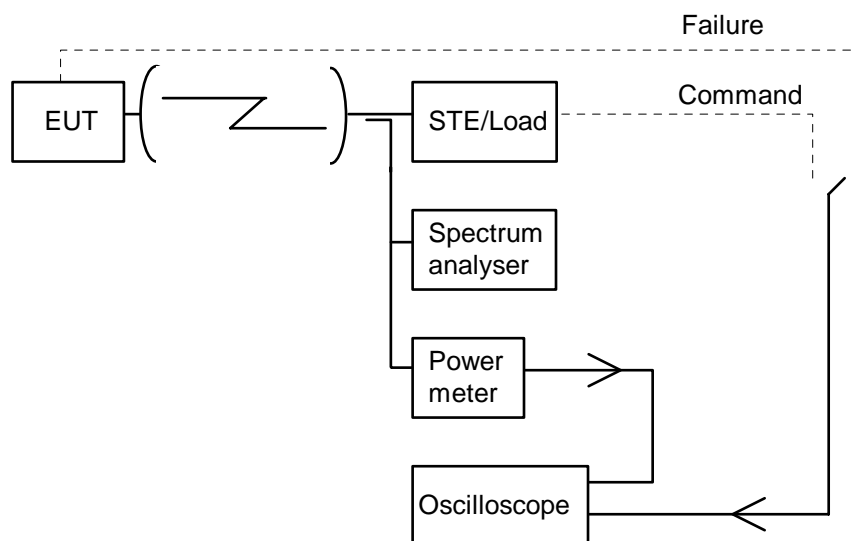 Failure
Command
EUT
STE/Load
Spectrum
analyser
Power
meter
Oscilloscope